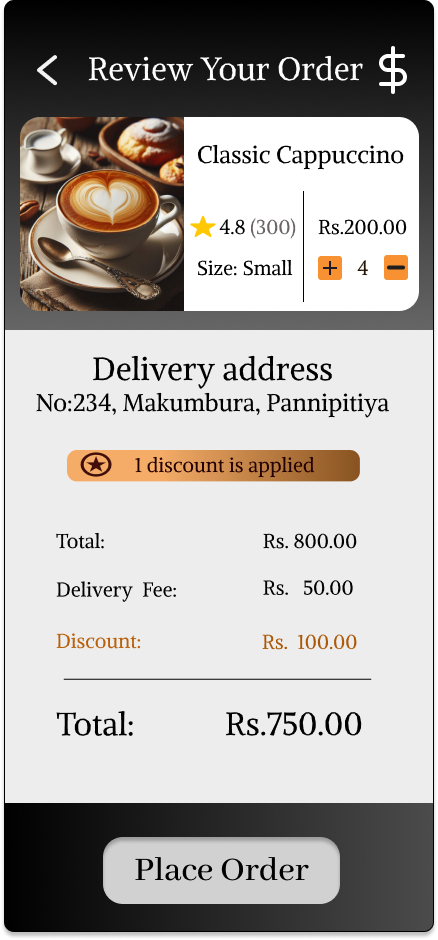 Review Your Order $
Classic Cappuccino
4.8 (300) Rs.200.00
Size: Small + 4 −
Delivery address
No:234, Makumbura, Pannipitiya
1 discount is applied
Total: Rs. 800.00
Delivery Fee: Rs. 50.00
Discount: Rs. 100.00
Total: Rs.750.00
Place Order